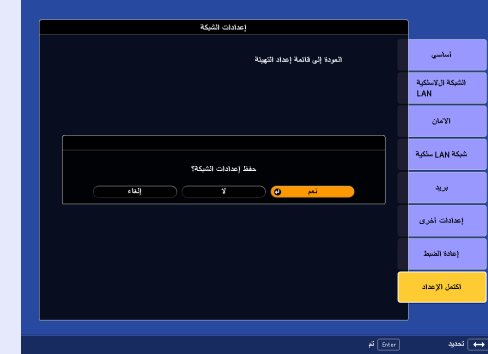 إعدادات الشبكة
العودة إلى قائمة إعداد التهيئة
حفظ إعدادات الشبكة؟
نعم
لا
إلغاء
أساسي
الشبكة اللاسلكية
LAN
الأمان
شبكة LAN سلكية
بريد
إعدادات أخرى
إعادة الضبط
اكتمل الإعداد
تحديد
Enter تم